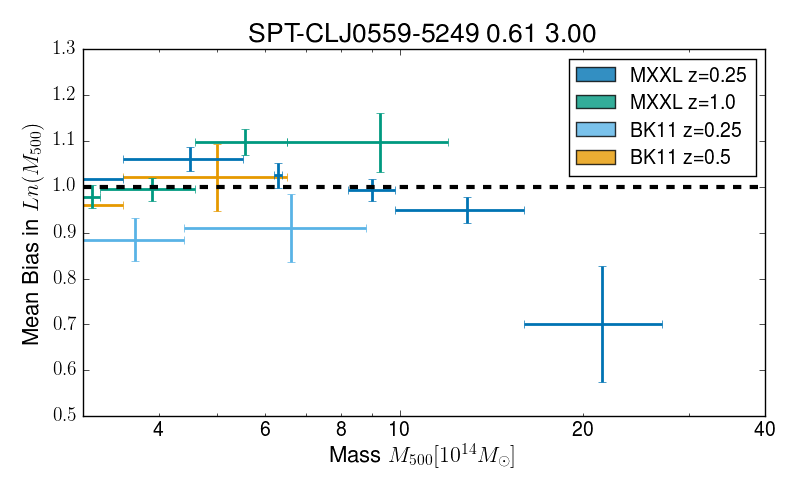 SPT-CLJ0559-5249 0.61 3.00
1.3
1.2
1.1
1.0
0.9
0.8
0.7
0.6
0.5
Mean Bias in Ln(M₅₀₀)
MXXL z=0.25
MXXL z=1.0
BK11 z=0.25
BK11 z=0.5
4
6
8
10
20
40
Mass M₅₀₀[10¹⁴M⊙]